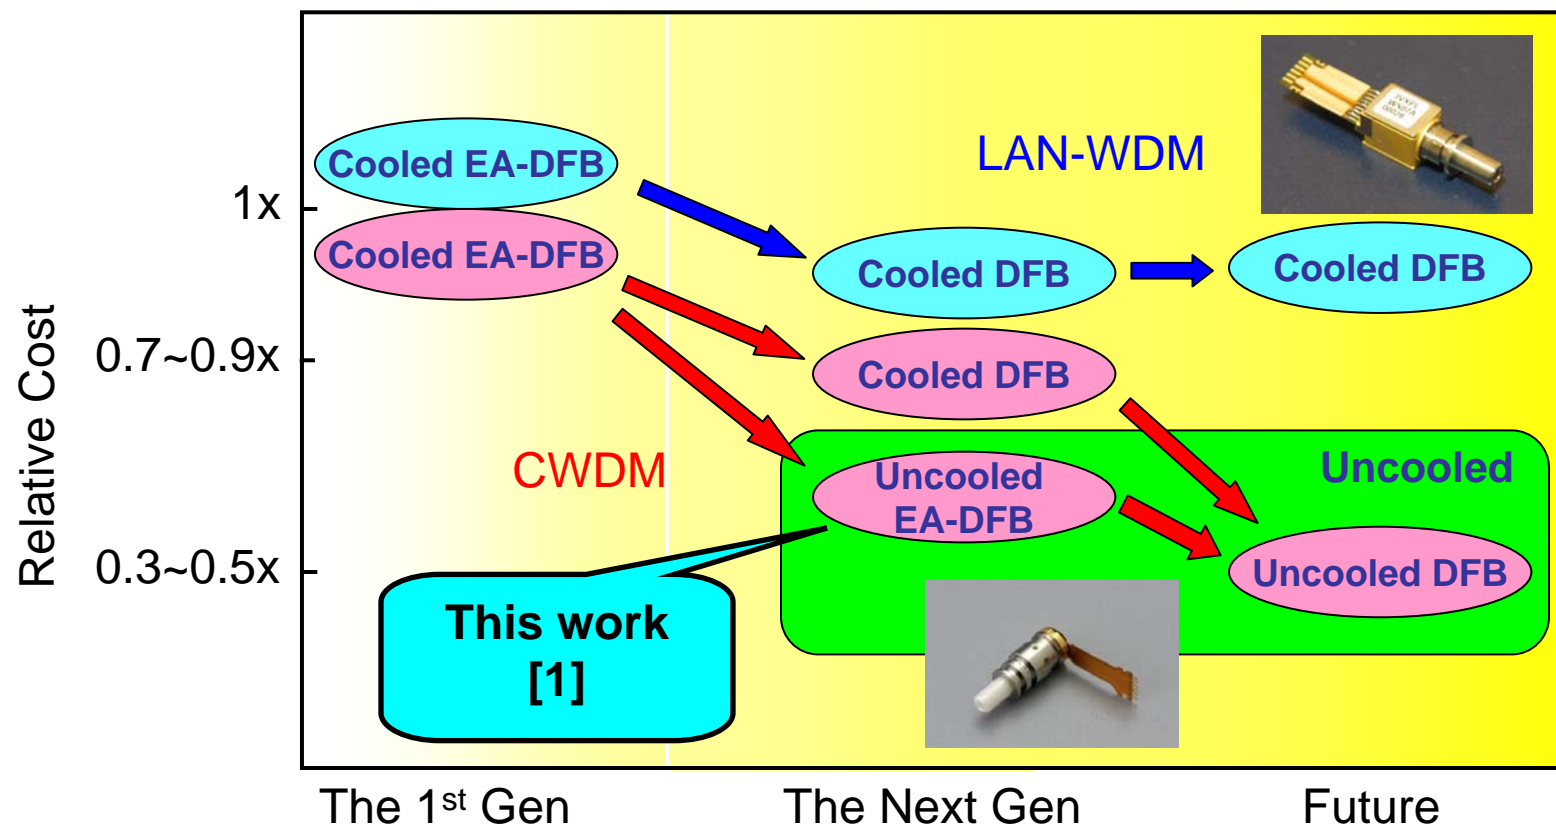 Cooled EA-DFB
LAN-WDM
1x
Cooled EA-DFB
Cooled DFB
Cooled DFB
Relative Cost
0.7~0.9x
Cooled DFB
CWDM
Uncooled
EA-DFB
Uncooled
0.3~0.5x
Uncooled DFB
This work
[1]
The 1st Gen
The Next Gen
Future